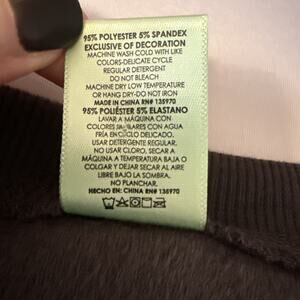 95% POLYESTER 5% SPANDEX
EXCLUSIVE OF DECORATION
MACHINE WASH COLD WITH LIKE
COLORS-DELICATE CYCLE
REGULAR DETERGENT
DO NOT BLEACH
MACHINE DRY LOW TEMPERATURE
OR HANG DRY-DO NOT IRON
MADE IN CHINA RN# 135970
95% POLIÉSTER 5% ELASTANO
LAVAR A MÁQUINA CON
COLORES SIMILARES CON AGUA
FRÍA EN CICLO DELICADO.
USAR DETERGENTE REGULAR.
NO USAR CLORO, SECAR A
MÁQUINA A TEMPERATURA BAJA O
COLGAR Y DEJAR SECAR AL AIRE
LIBRE BAJO LA SOMBRA.
NO PLANCHAR.
HECHO EN: CHINA RN# 135970